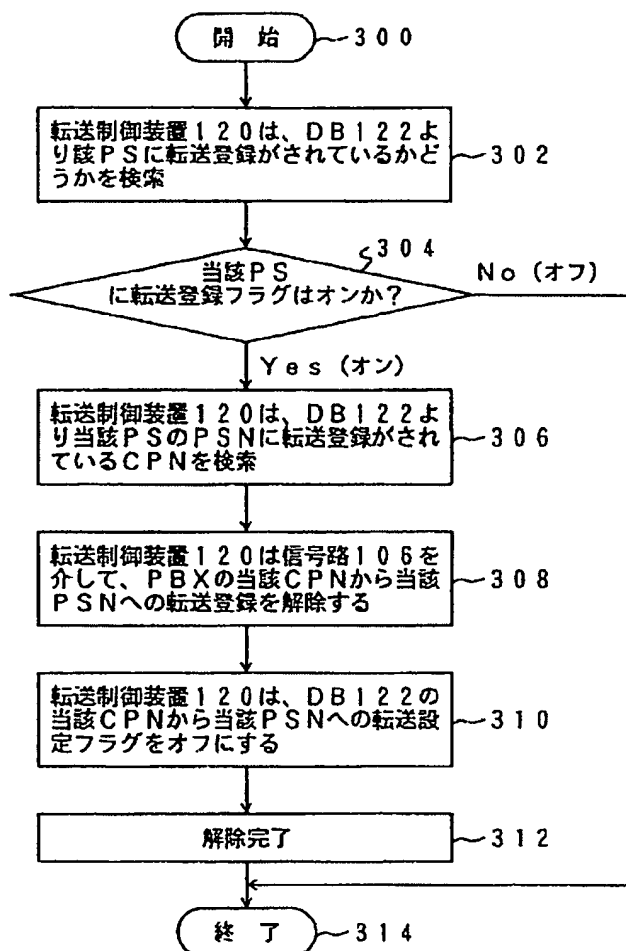 開 始
300
転送制御装置120は、DB122よ
り該PSに転送登録がされているかど
うかを検索
302
304
当該PS
に転送登録フラグはオンか?
No(オフ)
Yes(オン)
転送制御装置120は、DB122よ
り当該PSのPSNに転送登録がされ
ているCPNを検索
306
転送制御装置120は信号路106を
介して、PBXの当該CPNから当該
PSNへの転送登録を解除する
308
転送制御装置120は、DB122の
当該CPNから当該PSNへの転送設
定フラグをオフにする
310
解除完了
312
終 了
314